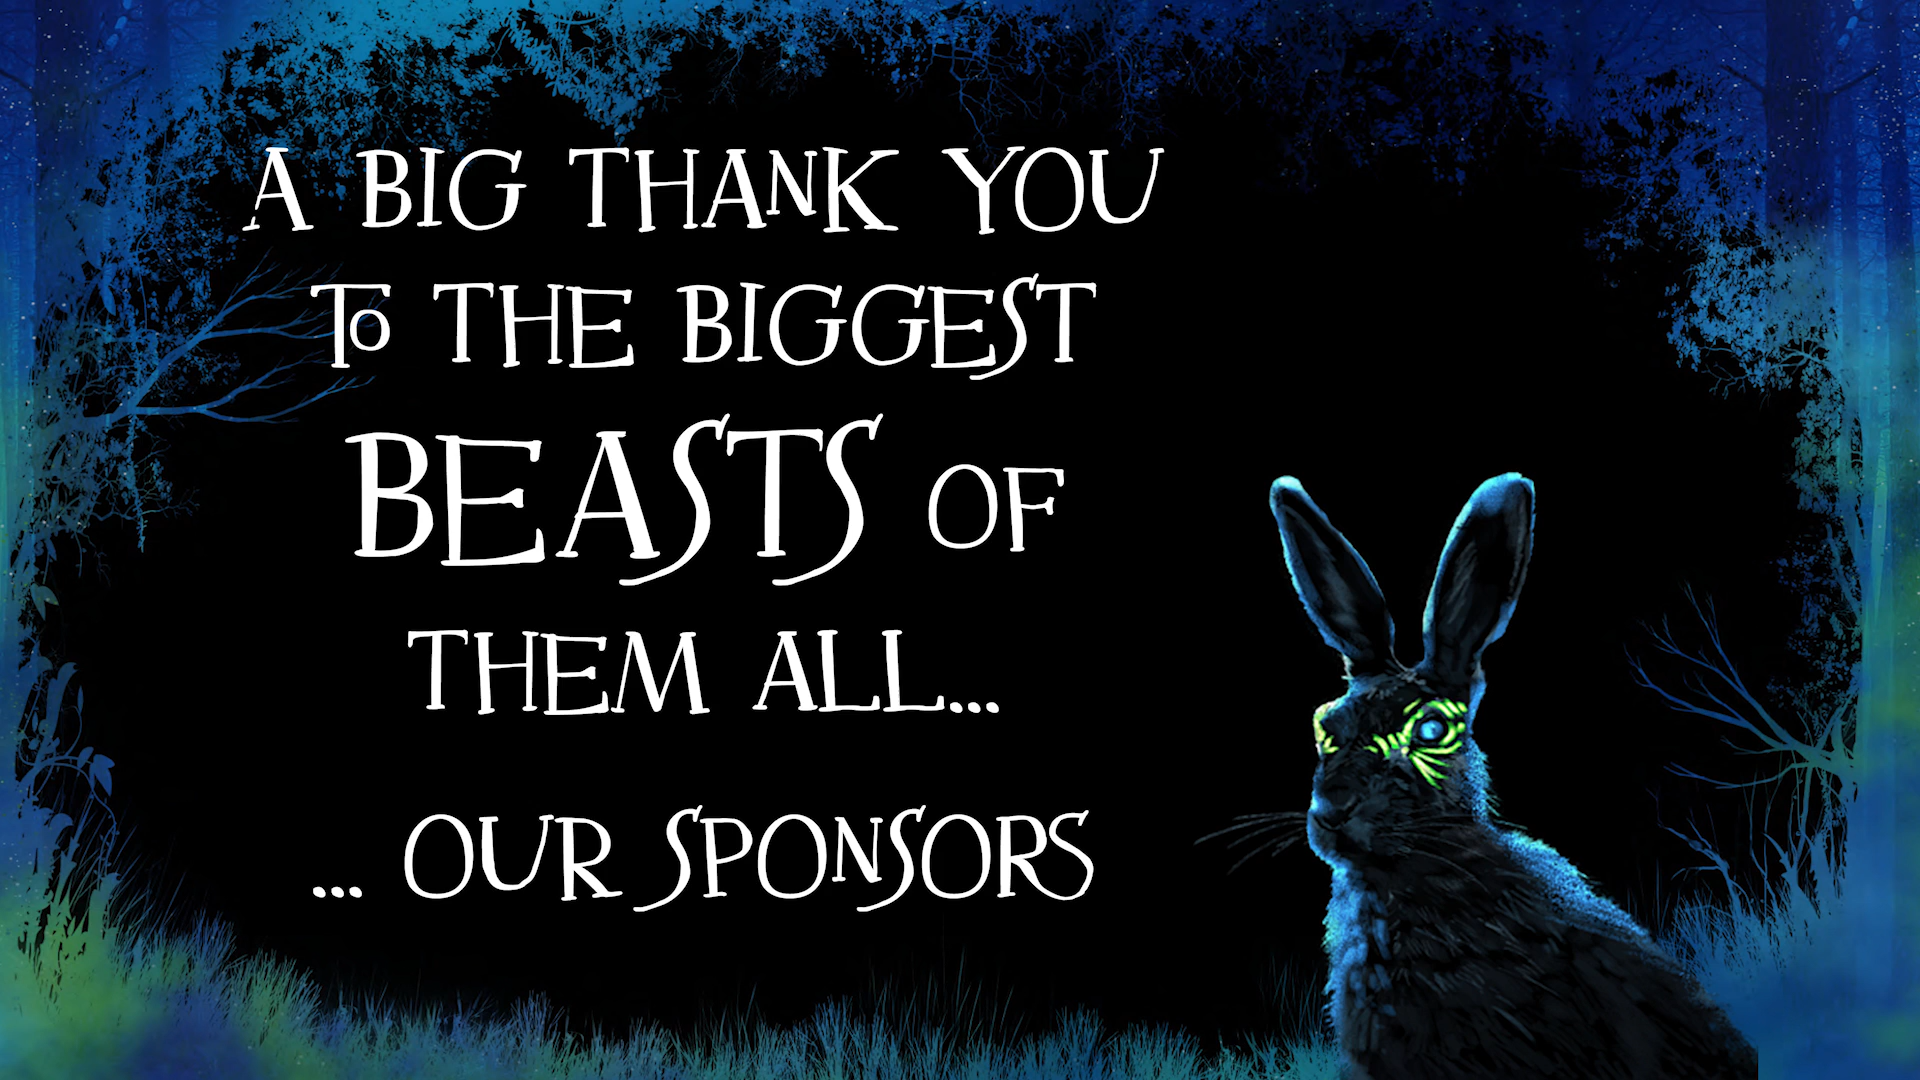 A BIG THANK YOU
TO THE BIGGEST
BEASTS OF
THEM ALL...
... OUR SPONSORS